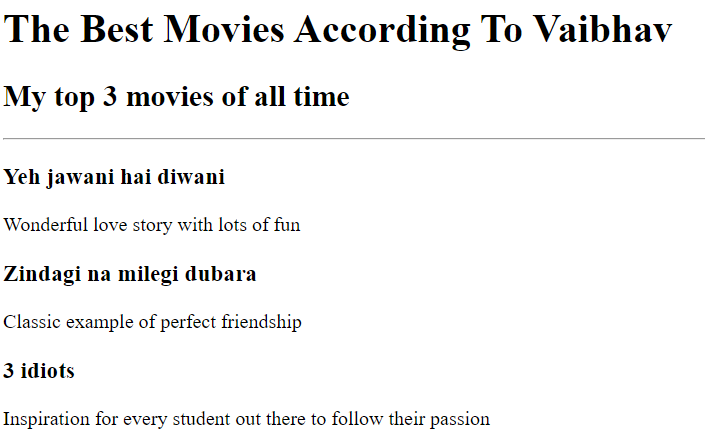 The Best Movies According To Vaibhav
My top 3 movies of all time
Yeh jawani hai diwani
Wonderful love story with lots of fun
Zindagi na milegi dubara
Classic example of perfect friendship
3 idiots
Inspiration for every student out there to follow their passion